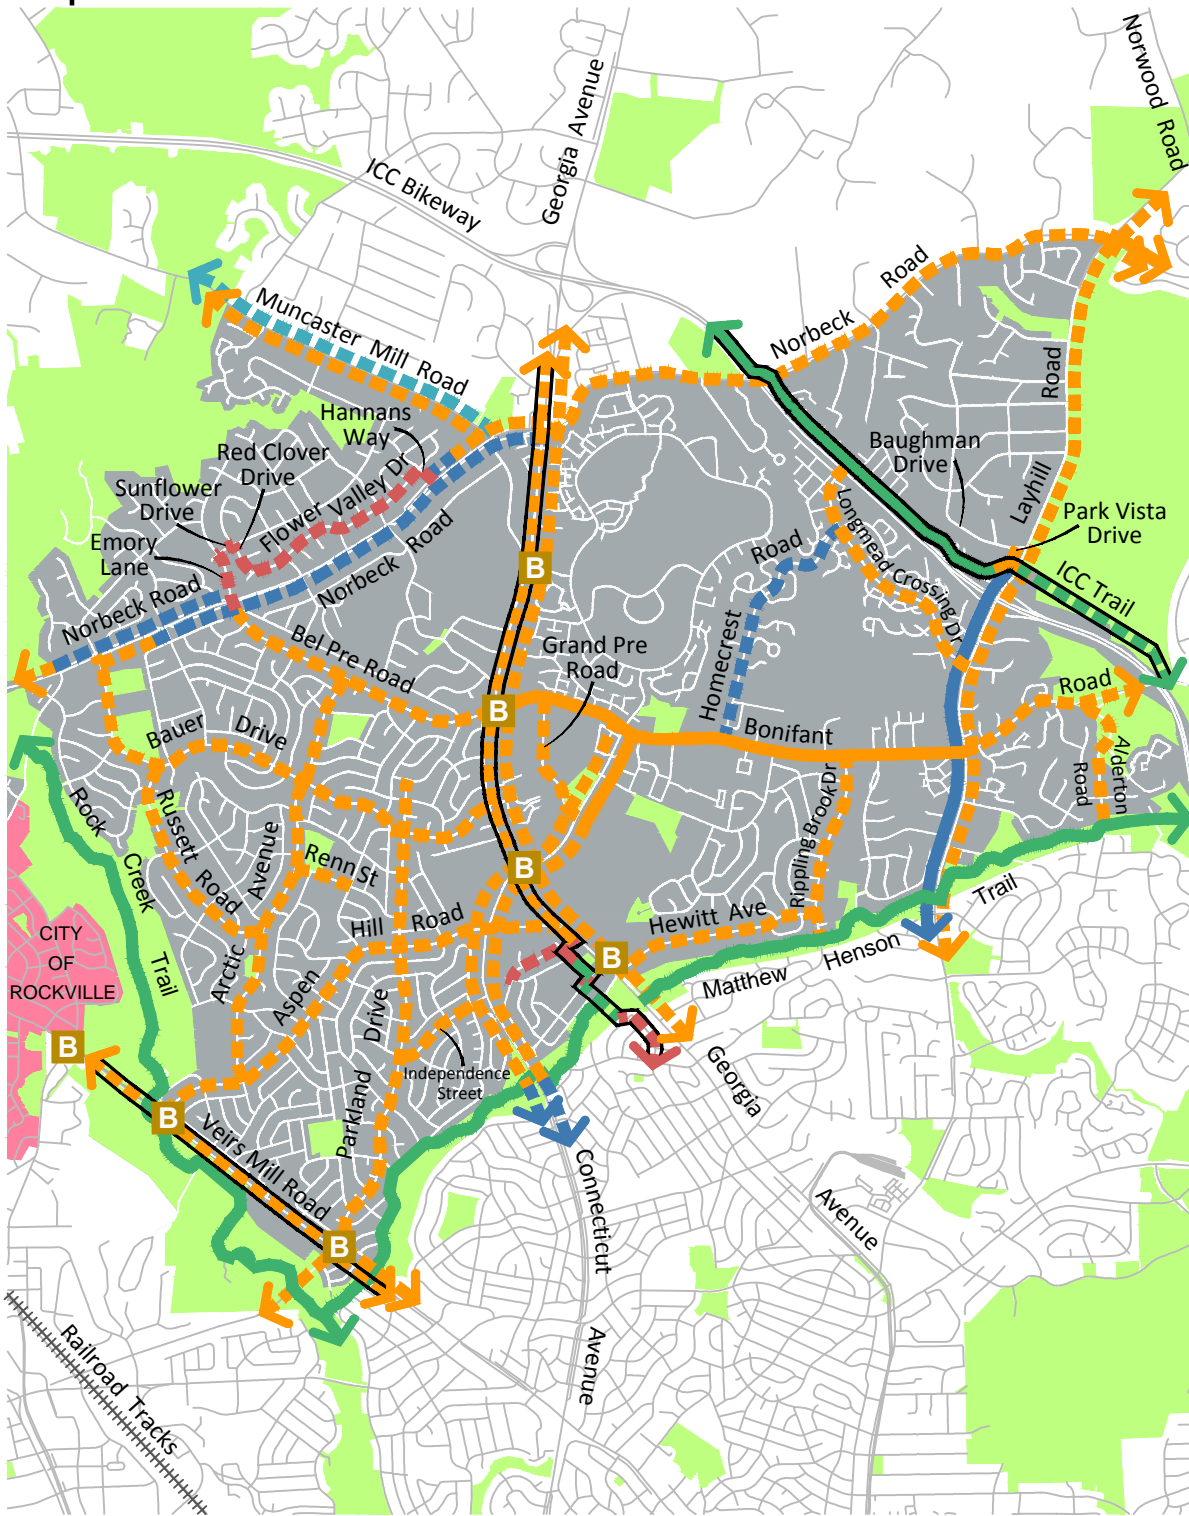 Norwood Road
Georgia Avenue
ICC Bikeway
Road
Norbeck
Muncaster Mill Road
Road
Hannans
Way
Baughman
Drive
Red Clover
Drive
Sunflower
Drive
Flower Valley Dr
Layhill
Longmead Crossing Dr
Park Vista
Drive
Emory
Lane
Norbeck Road
Road
B
ICC Trail
Norbeck Road
Bel Pre Road
Grand Pre
Road
Homecrest
Road
B
Bauer Drive
Bonifant
Alderton
Road
Rock
Creek
Trail
Russett Road
Avenue
Arctic
Renn St
Rippling Brook Dr
B
Trail
Hill Road
Aspen
Hewitt Ave
CITY
OF
ROCKVILLE
Henson
Matthew
B
Drive
Parkland
B
Georgia
Avenue
Independence
Street
B
Veirs Mill Road
Connecticut
Avenue
B
Railroad Tracks